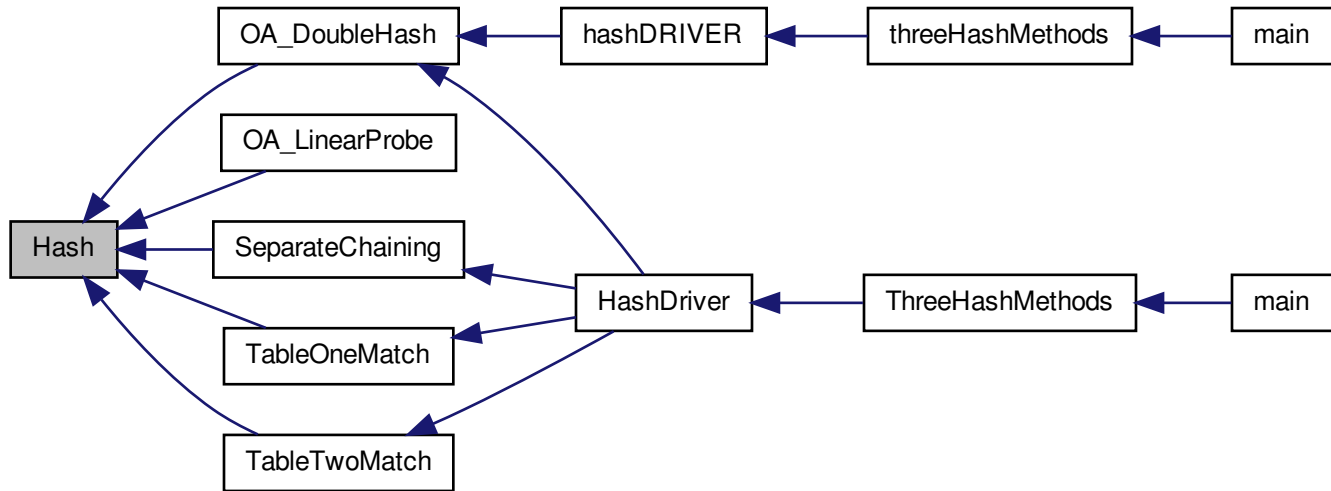 OA_DoubleHash
hashDRIVER
threeHashMethods
main
OA_LinearProbe
Hash
SeparateChaining
HashDriver
ThreeHashMethods
main
TableOneMatch
TableTwoMatch